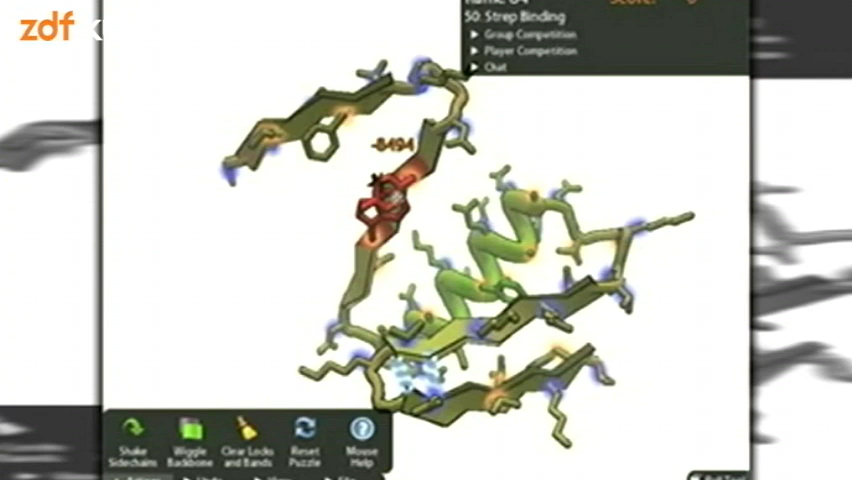 zdf
50: Strep Binding
Group Competition
Player Competition
Chat
-8494
Shake Sidechains
Wiggle Backbone
Clear Locks and Bands
Reset Puzzle
Mouse Help